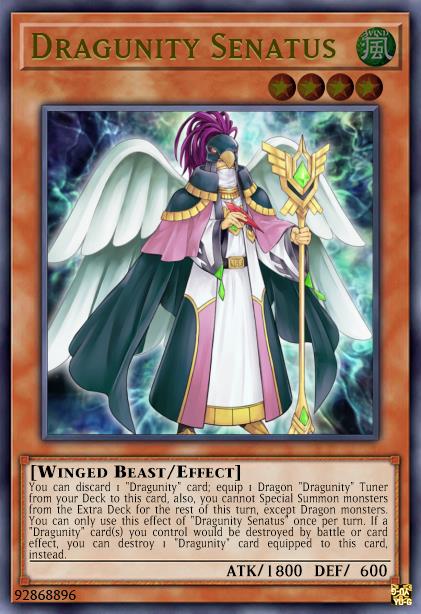 Dragunity Senatus
WIND
風
[Winged Beast/Effect]
You can discard 1 "Dragunity" card; equip 1 Dragon "Dragunity" Tuner
from your Deck to this card, also, you cannot Special Summon monsters
from the Extra Deck for the rest of this turn, except Dragon monsters.
You can only use this effect of "Dragunity Senatus" once per turn. If a
"Dragunity" card(s) you control would be destroyed by battle or card
effect, you can destroy 1 "Dragunity" card equipped to this card,
instead.
ATK/1800 DEF/ 600
92868896